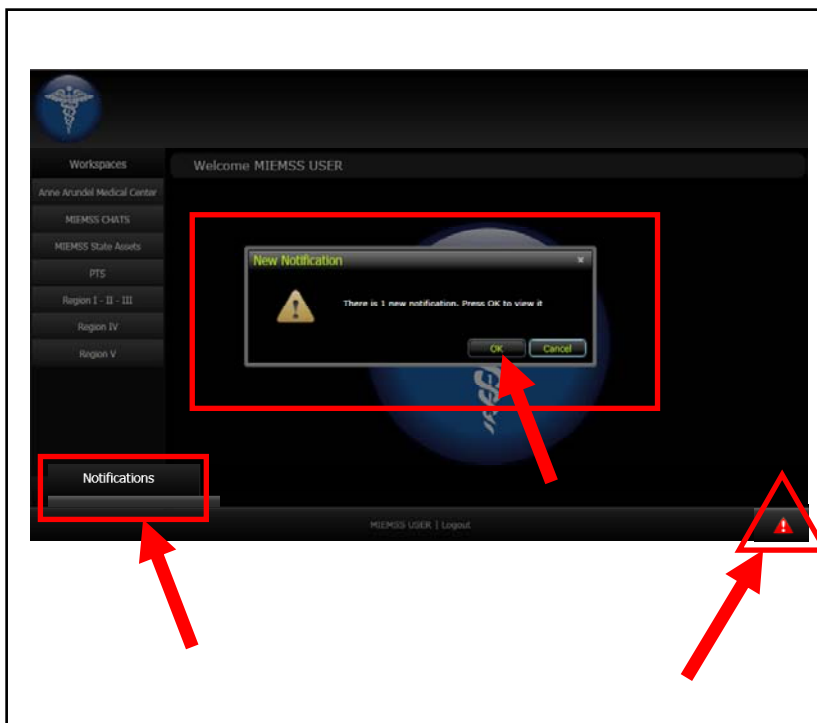 Workspaces
Welcome MIEMSS USER
Anne Arundel Medical Center
MIEMSS CHATS
MIEMSS State Assets
PTS
Region I - II - III
Region IV
Region V
New Notification
There is 1 new notification. Press OK to view it
OK
Cancel
Notifications
MIEMSS USER | Logout